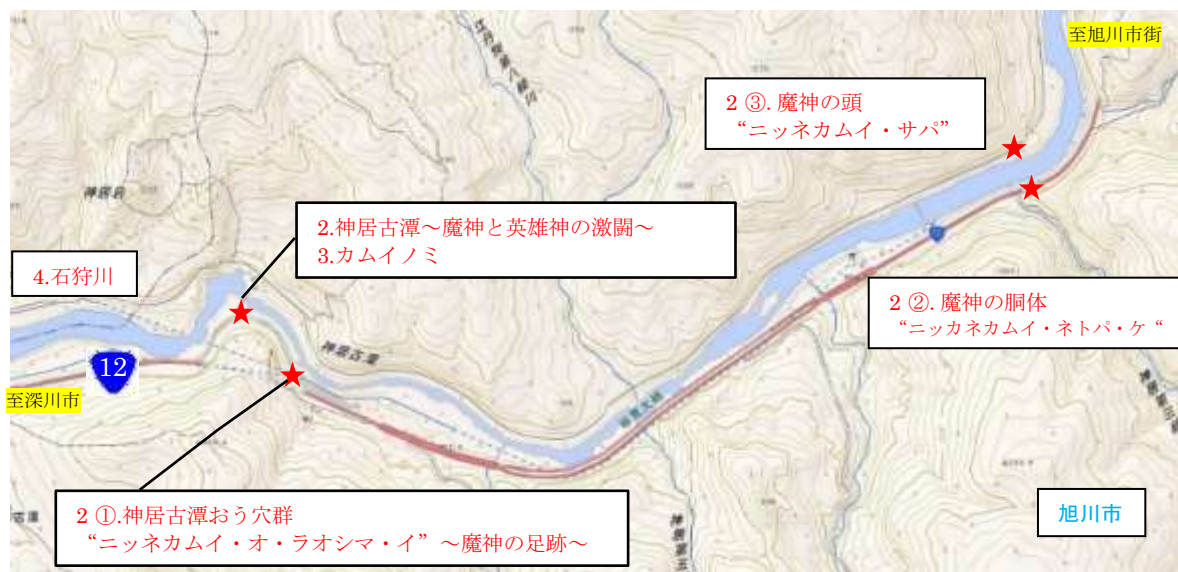 至旭川市街
2 ③. 魔神の頭
“ニッネカムイ・サパ”
神居岩
2.神居古潭～魔神と英雄神の激闘～
3.カムイノミ
4.石狩川
2 ②. 魔神の胴体
“ニッカネカムイ・ネトパ・ケ “
神居古潭
12
至深川市
2 ①.神居古潭おう穴群
“ニッネカムイ・オ・ラオシマ・イ” ～魔神の足跡～
旭川市